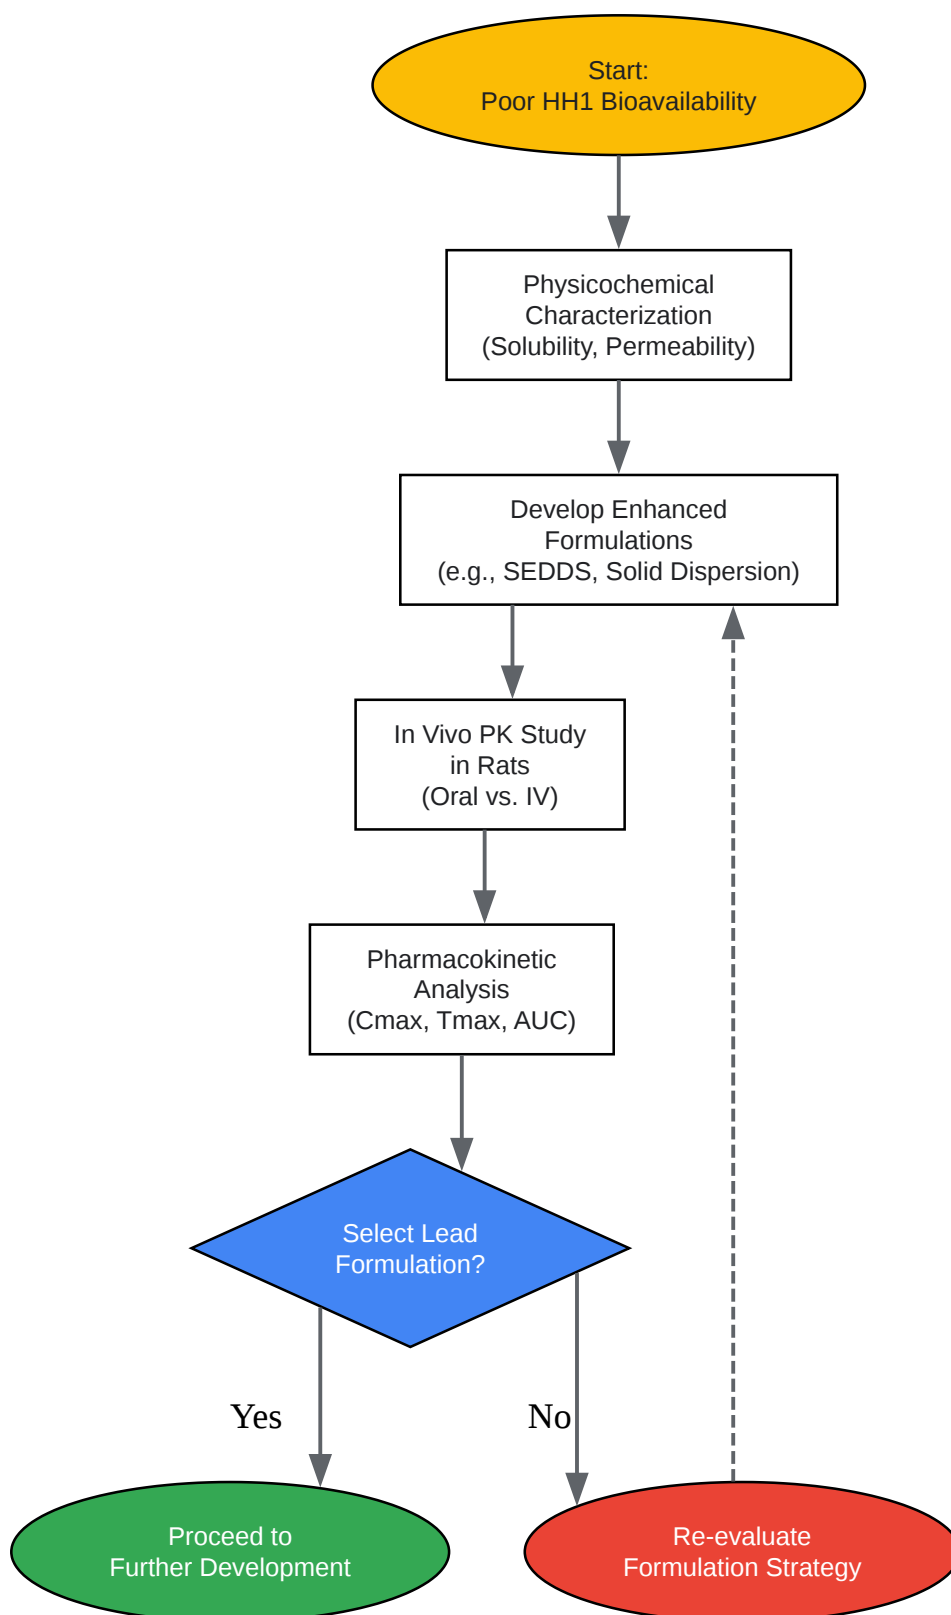 Start:
Poor HH1 Bioavailability
Physicochemical
Characterization
(Solubility, Permeability)
Develop Enhanced
Formulations
(e.g., SEDDS, Solid Dispersion)
In Vivo PK Study
in Rats
(Oral vs. IV)
Pharmacokinetic
Analysis
(Cmax, Tmax, AUC)
Select Lead
Formulation?
Yes
No
Proceed to
Further Development
Re-evaluate
Formulation Strategy